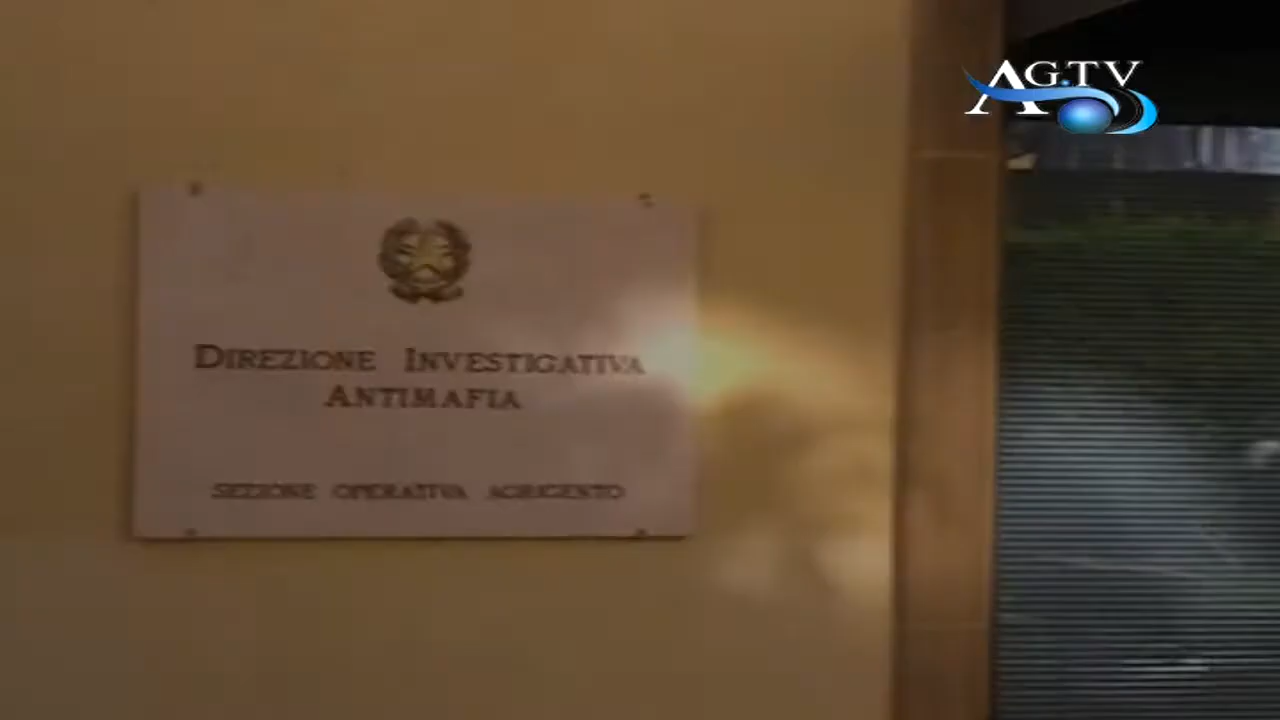 AG.TV
DIREZIONE INVESTIGATIVA
ANTIMAFIA
SEZIONE OPERATIVA AGRIGENTO